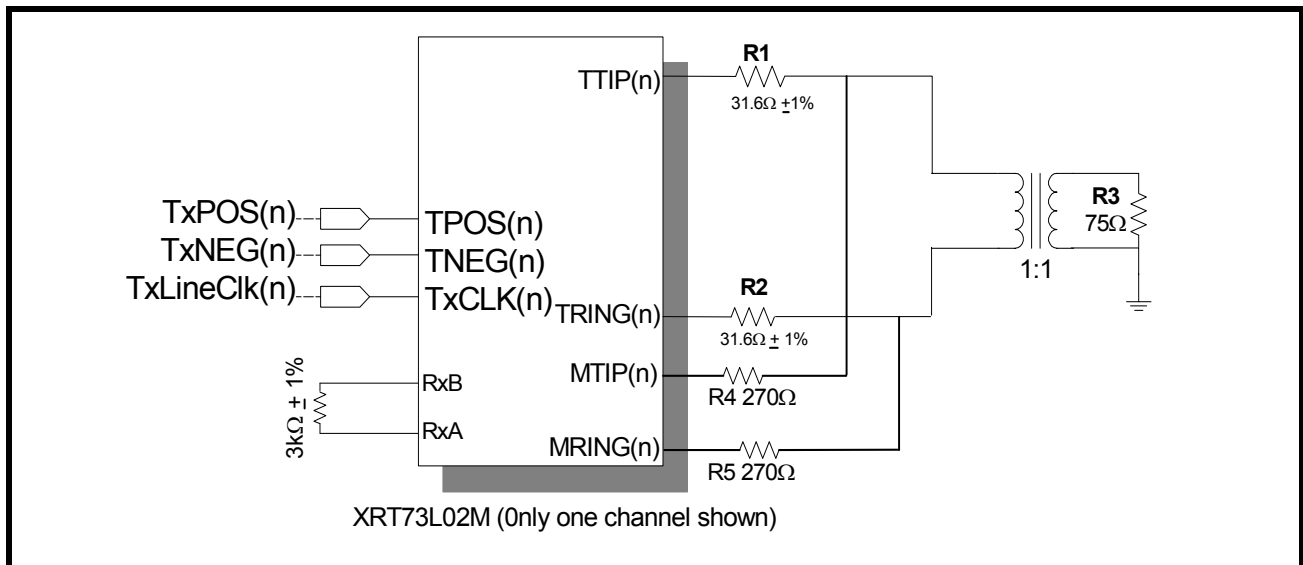 R1
TTIP(n)
31.6Ω ±1%
TxPOS(n)
TPOS(n)
R3
75Ω
TxNEG(n)
TNEG(n)
1:1
TxLineClk(n)
TxCLK(n)
R2
TRING(n)
31.6Ω ± 1%
MTIP(n)
R4 270Ω
3kΩ ± 1%
RxB
RxA
MRING(n)
R5 270Ω
XRT73L02M (0nly one channel shown)